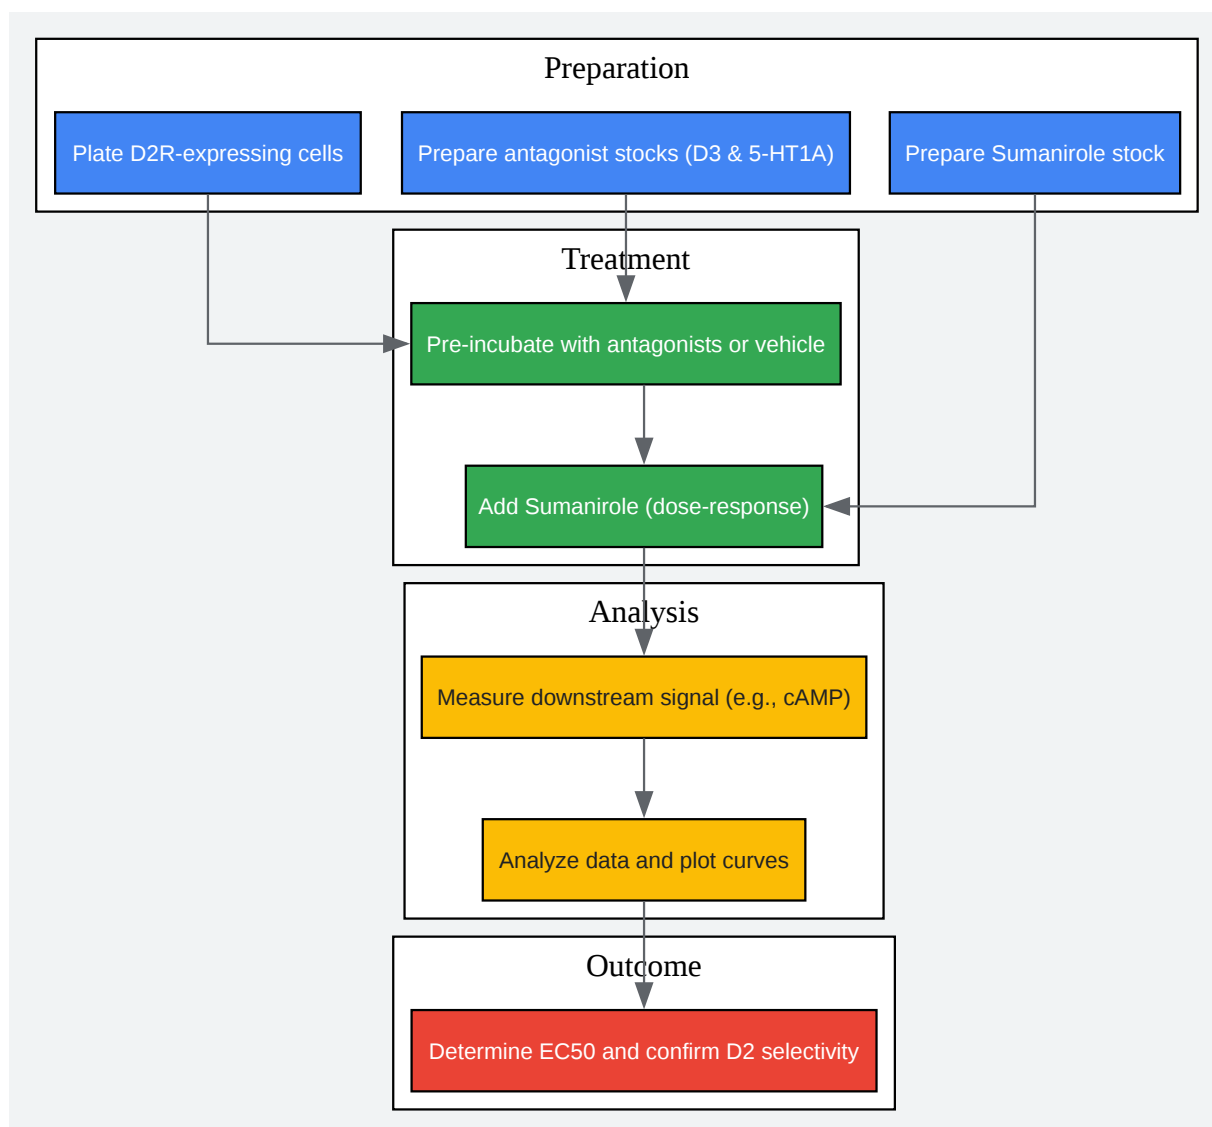 Preparation
Plate D2R-expressing cells
Prepare antagonist stocks (D3 & 5-HT1A)
Prepare Sumanirole stock
Treatment
Pre-incubate with antagonists or vehicle
Add Sumanirole (dose-response)
Analysis
Measure downstream signal (e.g., cAMP)
Analyze data and plot curves
Outcome
Determine EC50 and confirm D2 selectivity